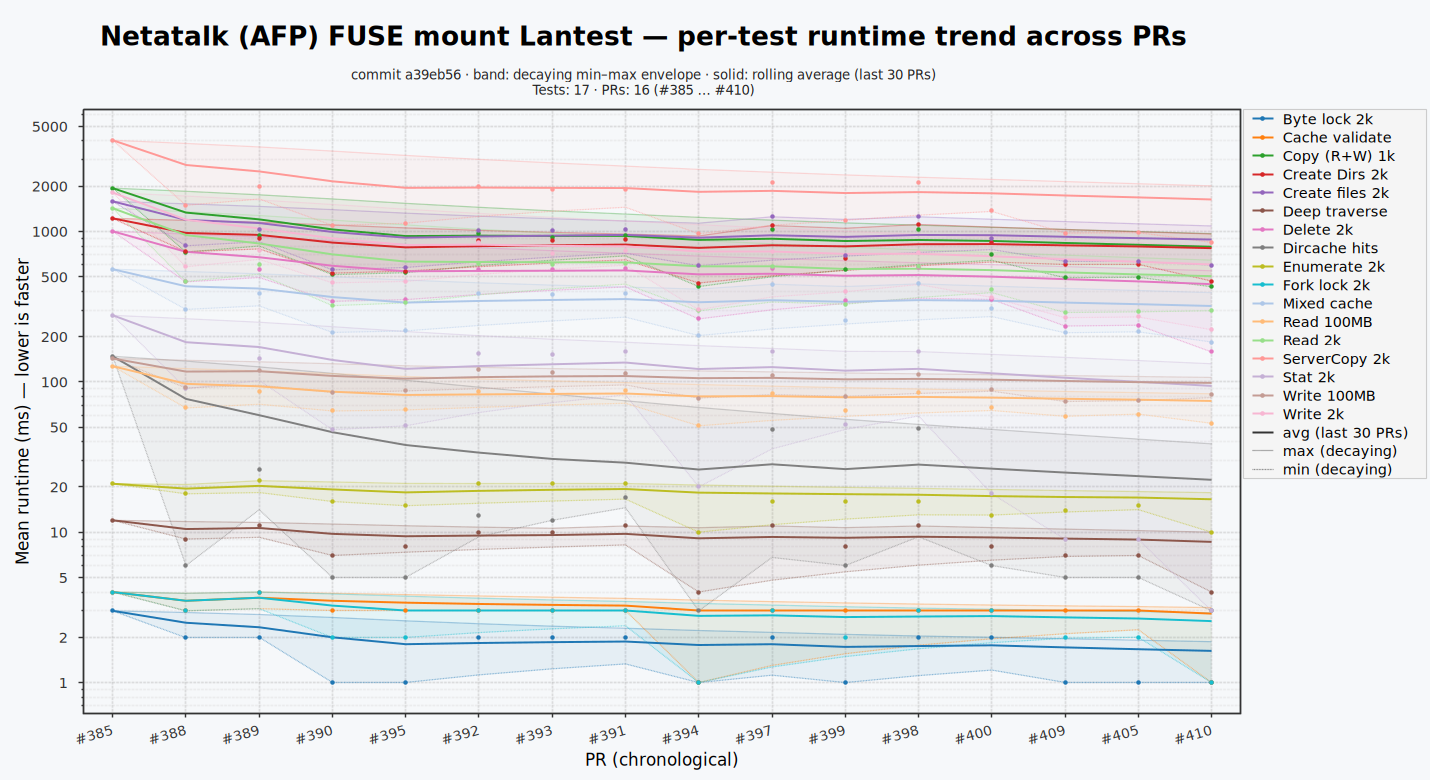 Netatalk (AFP) FUSE mount Lantest — per-test runtime trend across PRs
commit a39eb56 · band: decaying min–max envelope · solid: rolling average (last 30 PRs)
Tests: 17 · PRs: 16 (#385 … #410)
Mean runtime (ms) — lower is faster
5000
2000
1000
500
200
100
50
20
10
5
2
1
#385
#388
#389
#390
#395
#392
#393
#391
#394
#397
#399
#398
#400
#409
#405
#410
PR (chronological)
Byte lock 2k
Cache validate
Copy (R+W) 1k
Create Dirs 2k
Create files 2k
Deep traverse
Delete 2k
Dircache hits
Enumerate 2k
Fork lock 2k
Mixed cache
Read 100MB
Read 2k
ServerCopy 2k
Stat 2k
Write 100MB
Write 2k
avg (last 30 PRs)
max (decaying)
min (decaying)